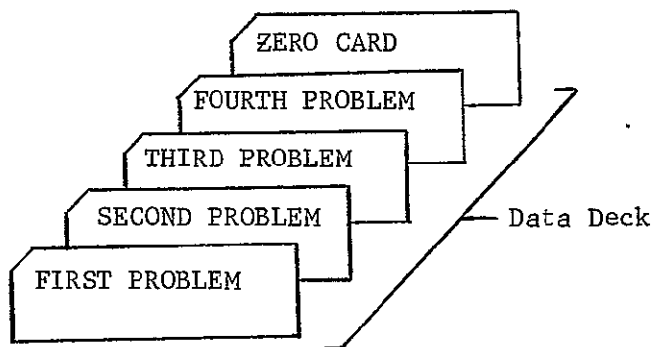 ZERO CARD
FOURTH PROBLEM
THIRD PROBLEM
SECOND PROBLEM
Data Deck
FIRST PROBLEM